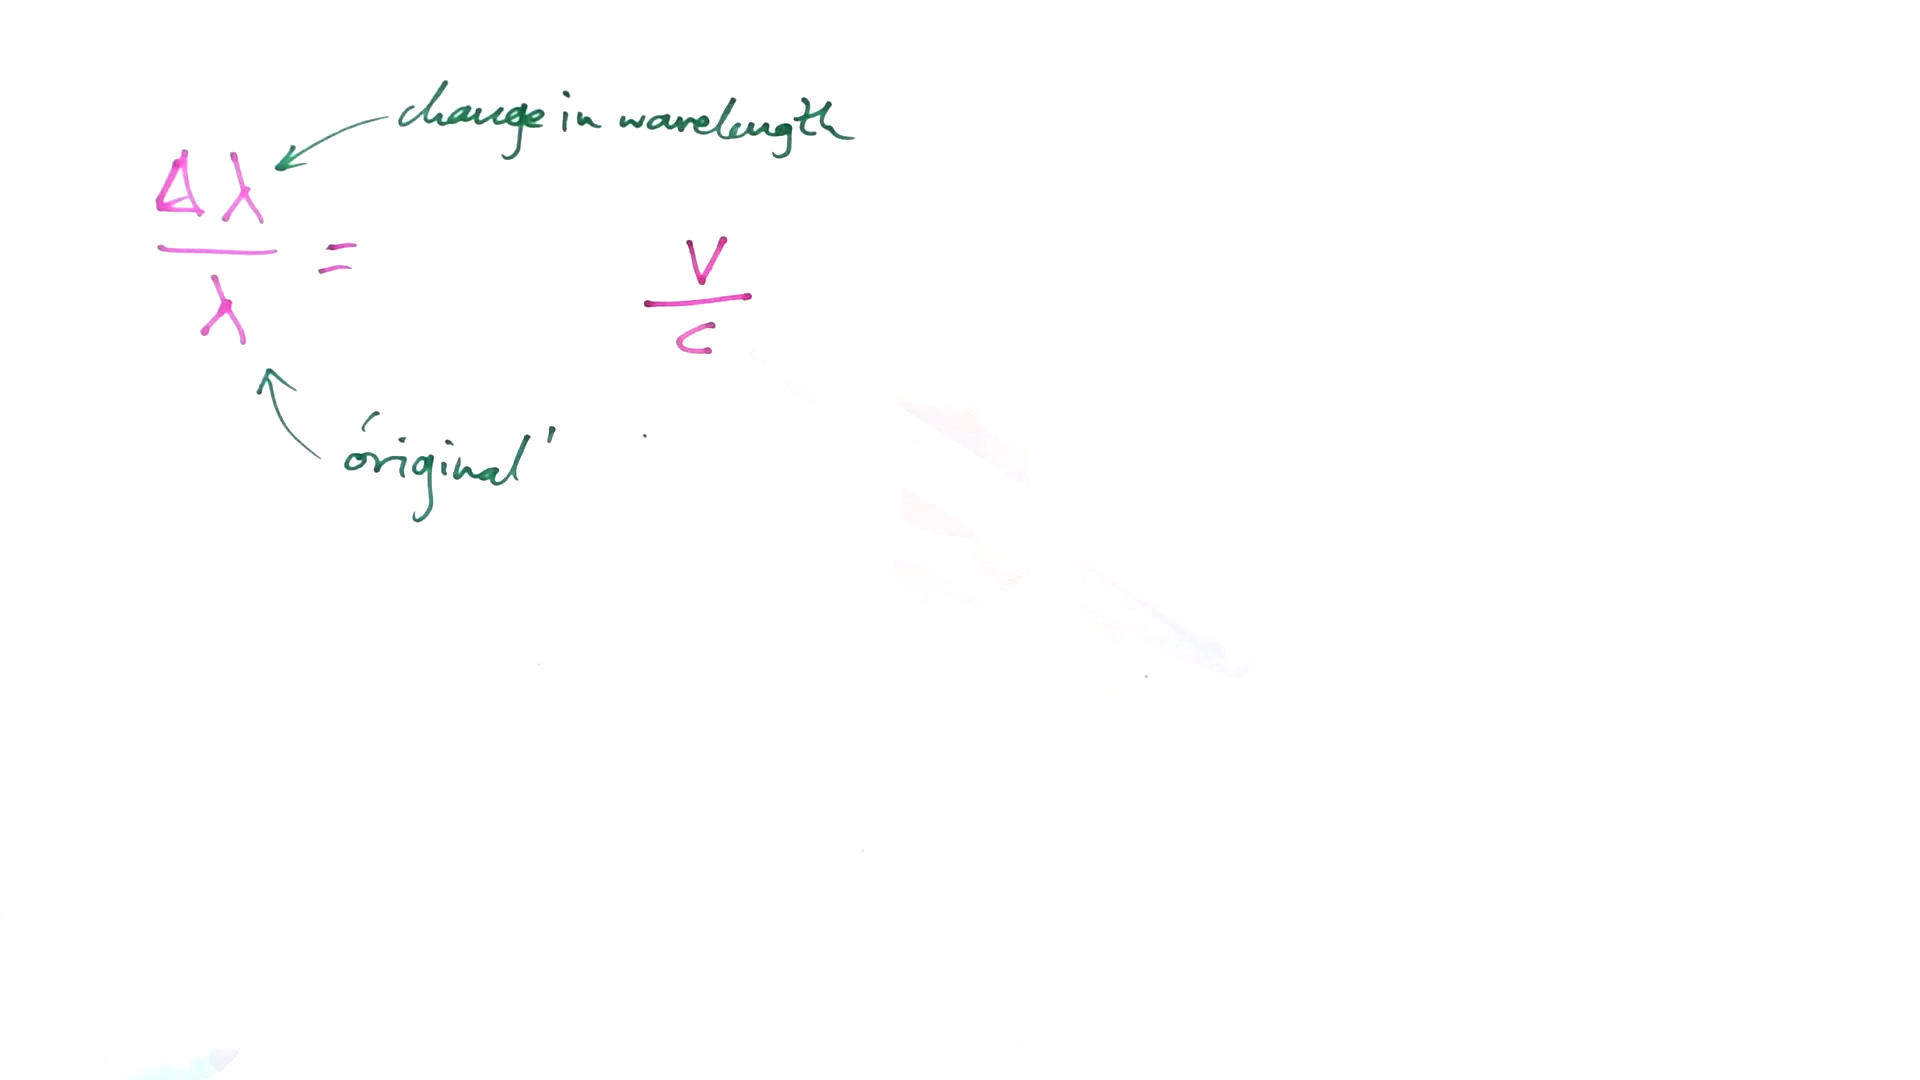 change in wavelength
Δλ
λ
=
V
c
'original'